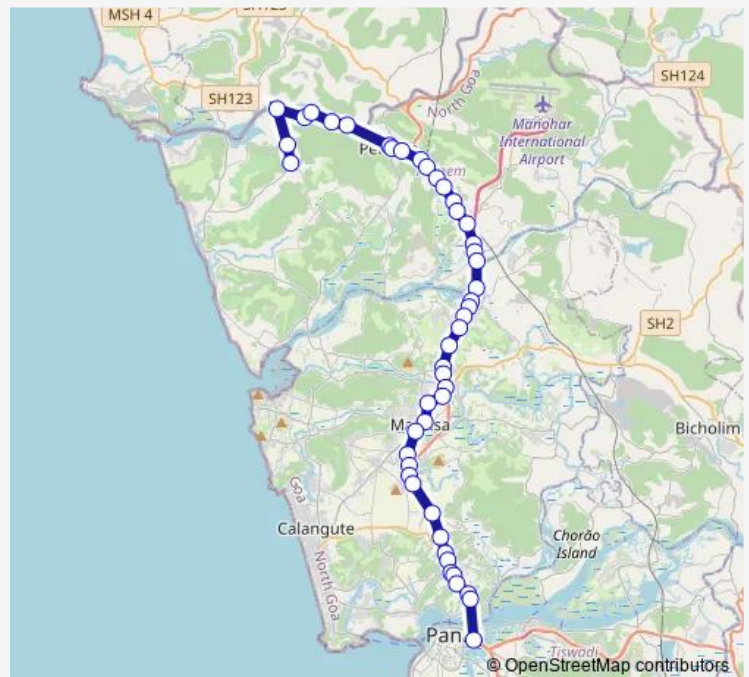 MSH 4
SH123
SH124
North Goa
Manohar
International
Airport
SH2
Bicholim
Goa
Calangute
North Goa
Chorão
Island
Tiswadi
© OpenStreetMap contributors